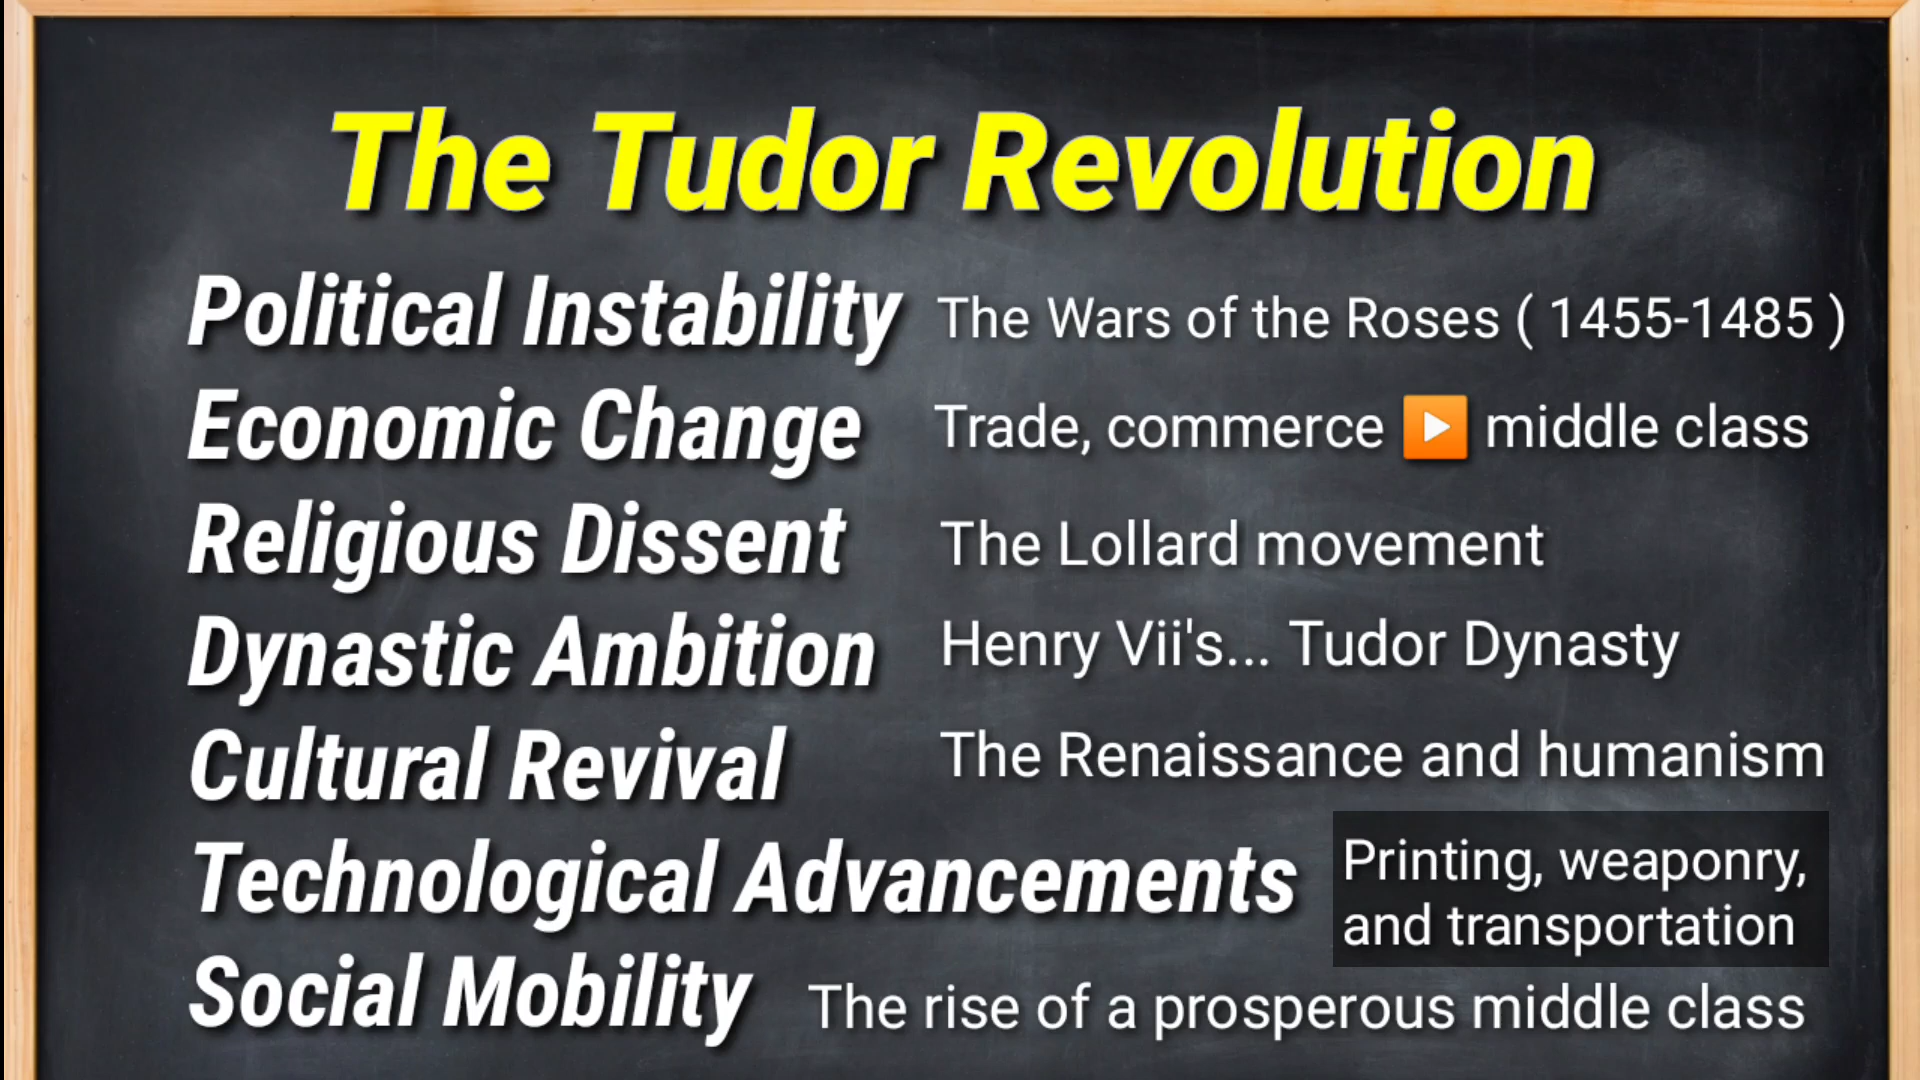 The Tudor Revolution
Political Instability The Wars of the Roses ( 1455-1485 )
Economic Change Trade, commerce ▶️ middle class
Religious Dissent The Lollard movement
Dynastic Ambition Henry Vii's... Tudor Dynasty
Cultural Revival The Renaissance and humanism
Technological Advancements Printing, weaponry,
and transportation
Social Mobility The rise of a prosperous middle class